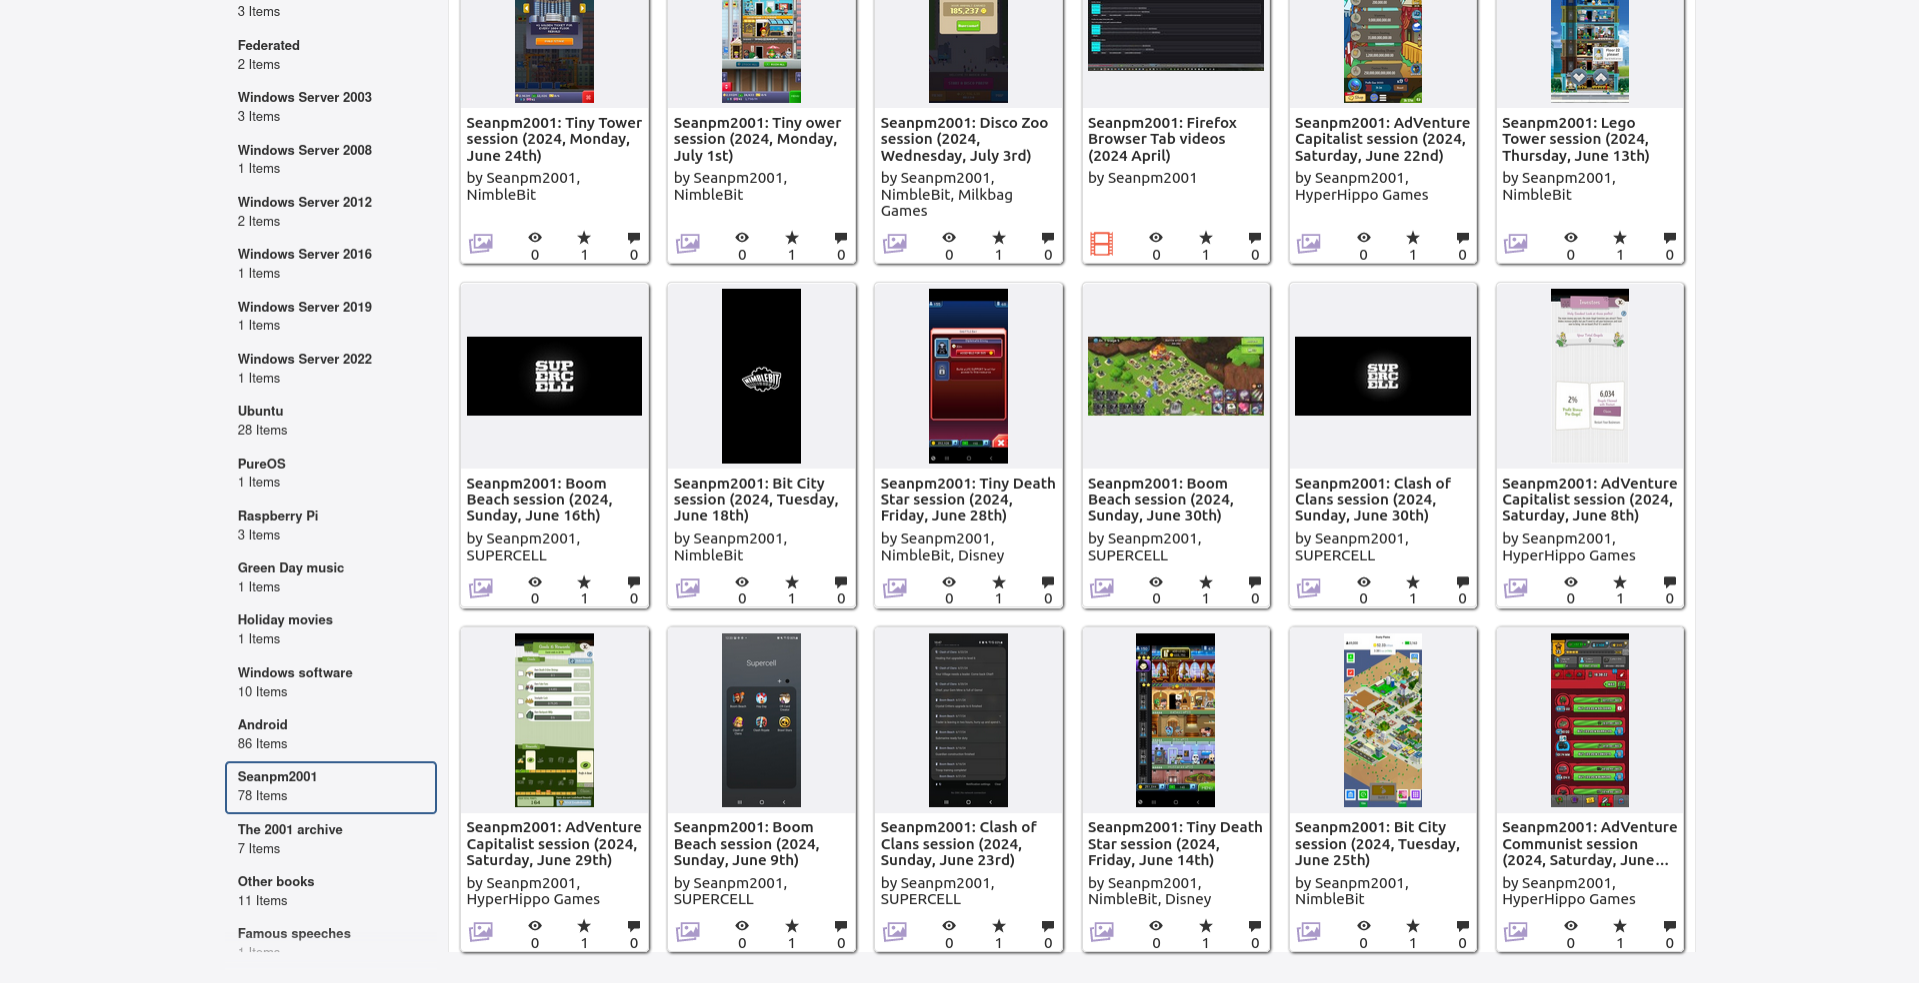 3 Items
Federated
2 Items
Windows Server 2003
3 Items
Windows Server 2008
1 Items
Windows Server 2012
2 Items
Windows Server 2016
1 Items
Windows Server 2019
1 Items
Windows Server 2022
1 Items
Ubuntu
28 Items
PureOS
1 Items
Raspberry Pi
3 Items
Green Day music
1 Items
Holiday movies
1 Items
Windows software
10 Items
Android
86 Items
Seanpm2001
78 Items
The 2001 archive
7 Items
Other books
11 Items
Famous speeches
1 Items
185,237
Seanpm2001: Tiny Tower
session (2024, Monday,
June 24th)
by Seanpm2001,
NimbleBit
0 1 0
Seanpm2001: Tiny ower
session (2024, Monday,
July 1st)
by Seanpm2001,
NimbleBit
0 1 0
Seanpm2001: Disco Zoo
session (2024,
Wednesday, July 3rd)
by Seanpm2001,
NimbleBit, Milkbag
Games
0 1 0
Seanpm2001: Firefox
Browser Tab videos
(2024 April)
by Seanpm2001
0 1 0
Seanpm2001: AdVenture
Capitalist session (2024,
Saturday, June 22nd)
by Seanpm2001,
HyperHippo Games
0 1 0
Seanpm2001: Lego
Tower session (2024,
Thursday, June 13th)
by Seanpm2001,
NimbleBit
0 1 0
SUP
ERC
ELL
Seanpm2001: Boom
Beach session (2024,
Sunday, June 16th)
by Seanpm2001,
SUPERCELL
0 1 0
NIMBLEBIT
Seanpm2001: Bit City
session (2024, Tuesday,
June 18th)
by Seanpm2001,
NimbleBit
0 1 0
Seanpm2001: Tiny Death
Star session (2024,
Friday, June 28th)
by Seanpm2001,
NimbleBit, Disney
0 1 0
Seanpm2001: Boom
Beach session (2024,
Sunday, June 30th)
by Seanpm2001,
SUPERCELL
0 1 0
SUP
ERC
ELL
Seanpm2001: Clash of
Clans session (2024,
Sunday, June 30th)
by Seanpm2001,
SUPERCELL
0 1 0
2%
6,034
Seanpm2001: AdVenture
Capitalist session (2024,
Saturday, June 8th)
by Seanpm2001,
HyperHippo Games
0 1 0
Seanpm2001: AdVenture
Capitalist session (2024,
Saturday, June 29th)
by Seanpm2001,
HyperHippo Games
0 1 0
Supercell
Seanpm2001: Boom
Beach session (2024,
Sunday, June 9th)
by Seanpm2001,
SUPERCELL
0 1 0
Seanpm2001: Clash of
Clans session (2024,
Sunday, June 23rd)
by Seanpm2001,
SUPERCELL
0 1 0
Seanpm2001: Tiny Death
Star session (2024,
Friday, June 14th)
by Seanpm2001,
NimbleBit, Disney
0 1 0
Seanpm2001: Bit City
session (2024, Tuesday,
June 25th)
by Seanpm2001,
NimbleBit
0 1 0
Seanpm2001: AdVenture
Communist session
(2024, Saturday, June...
by Seanpm2001,
HyperHippo Games
0 1 0